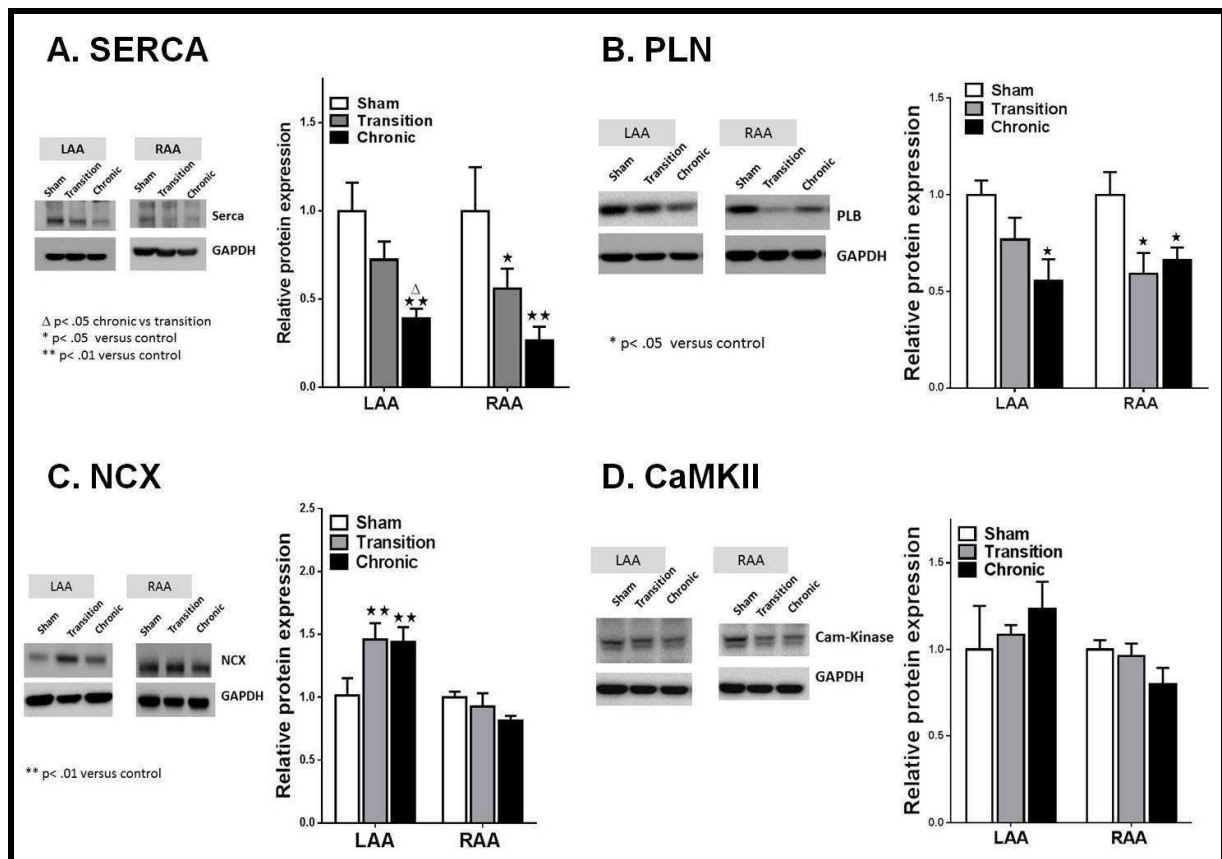 A. SERCA
LAA RAA
Sham Transition Chronic Sham Transition Chronic
Serca
GAPDH
Δ p< .05 chronic vs transition
* p< .05 versus control
** p< .01 versus control
Relative protein expression
1.5
1.0
0.5
0.0
Sham
Transition
Chronic
★
Δ
★★
★★
LAA RAA
B. PLN
LAA RAA
Sham Transition Chronic Sham Transition Chronic
PLB
GAPDH
* p< .05 versus control
Relative protein expression
1.5
1.0
0.5
0.0
Sham
Transition
Chronic
★ ★ ★
LAA RAA
C. NCX
LAA RAA
Sham Transition Chronic Sham Transition Chronic
NCX
GAPDH
** p< .01 versus control
Relative protein expression
2.5
2.0
1.5
1.0
0.5
0.0
Sham
Transition
Chronic
★★ ★★
LAA RAA
D. CaMKII
LAA RAA
Sham Transition Chronic Sham Transition Chronic
Cam-Kinase
GAPDH
Relative protein expression
1.5
1.0
0.5
0.0
Sham
Transition
Chronic
LAA RAA